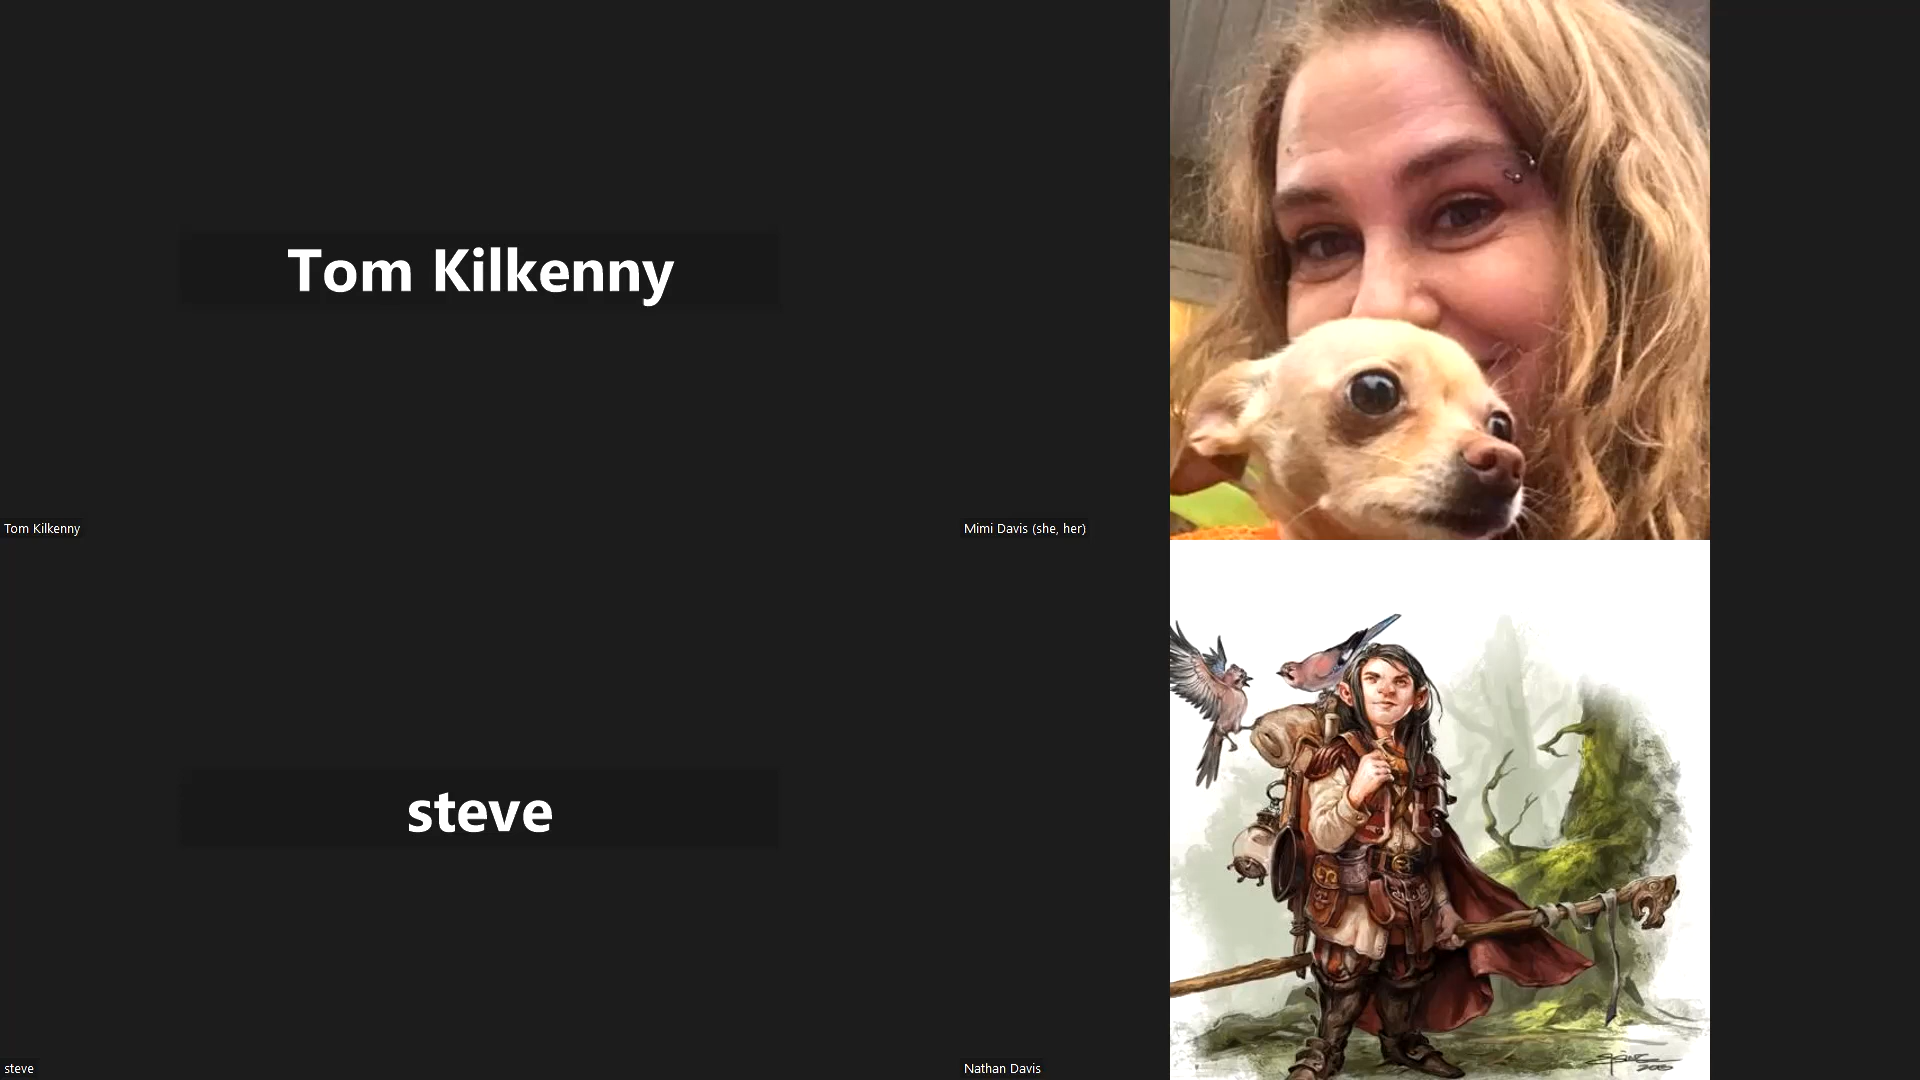 Tom Kilkenny
Tom Kilkenny
Mimi Davis (she, her)
steve
steve
Nathan Davis